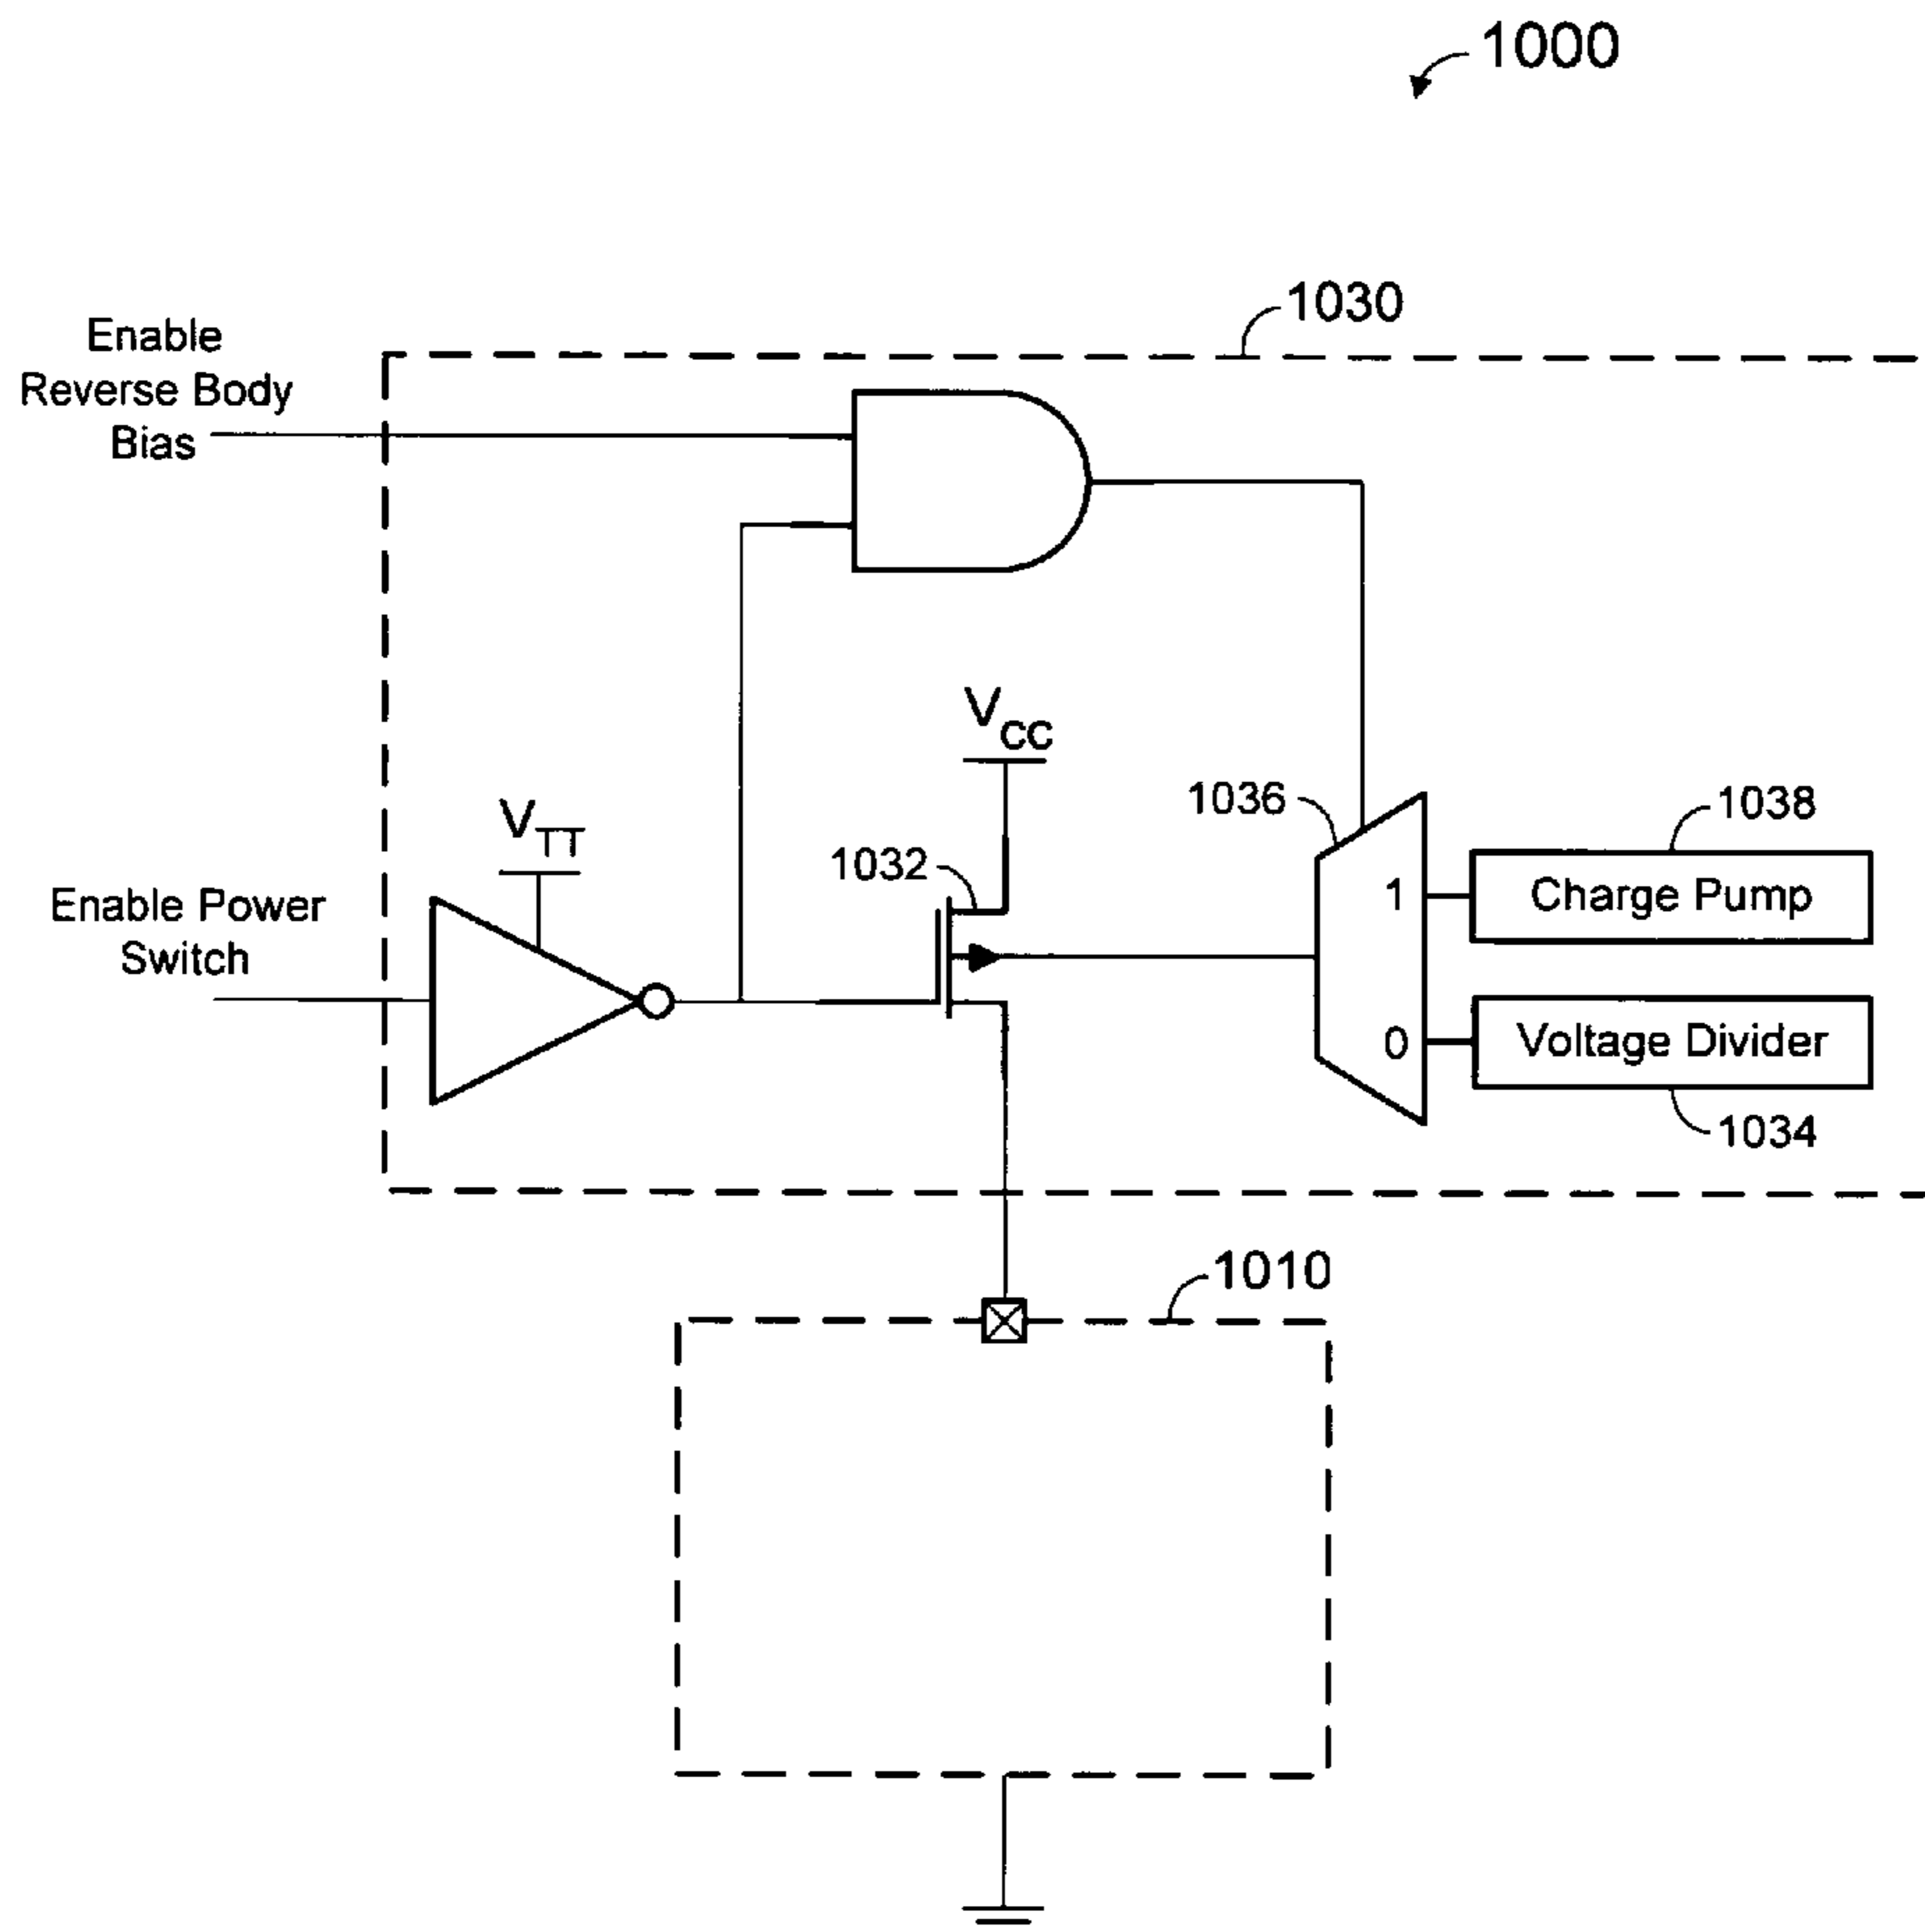 1000
1030
Enable
Reverse Body
Bias
VCC
1036
1038
VTT
1032
1
Charge Pump
Enable Power
Switch
0
Voltage Divider
1034
1010